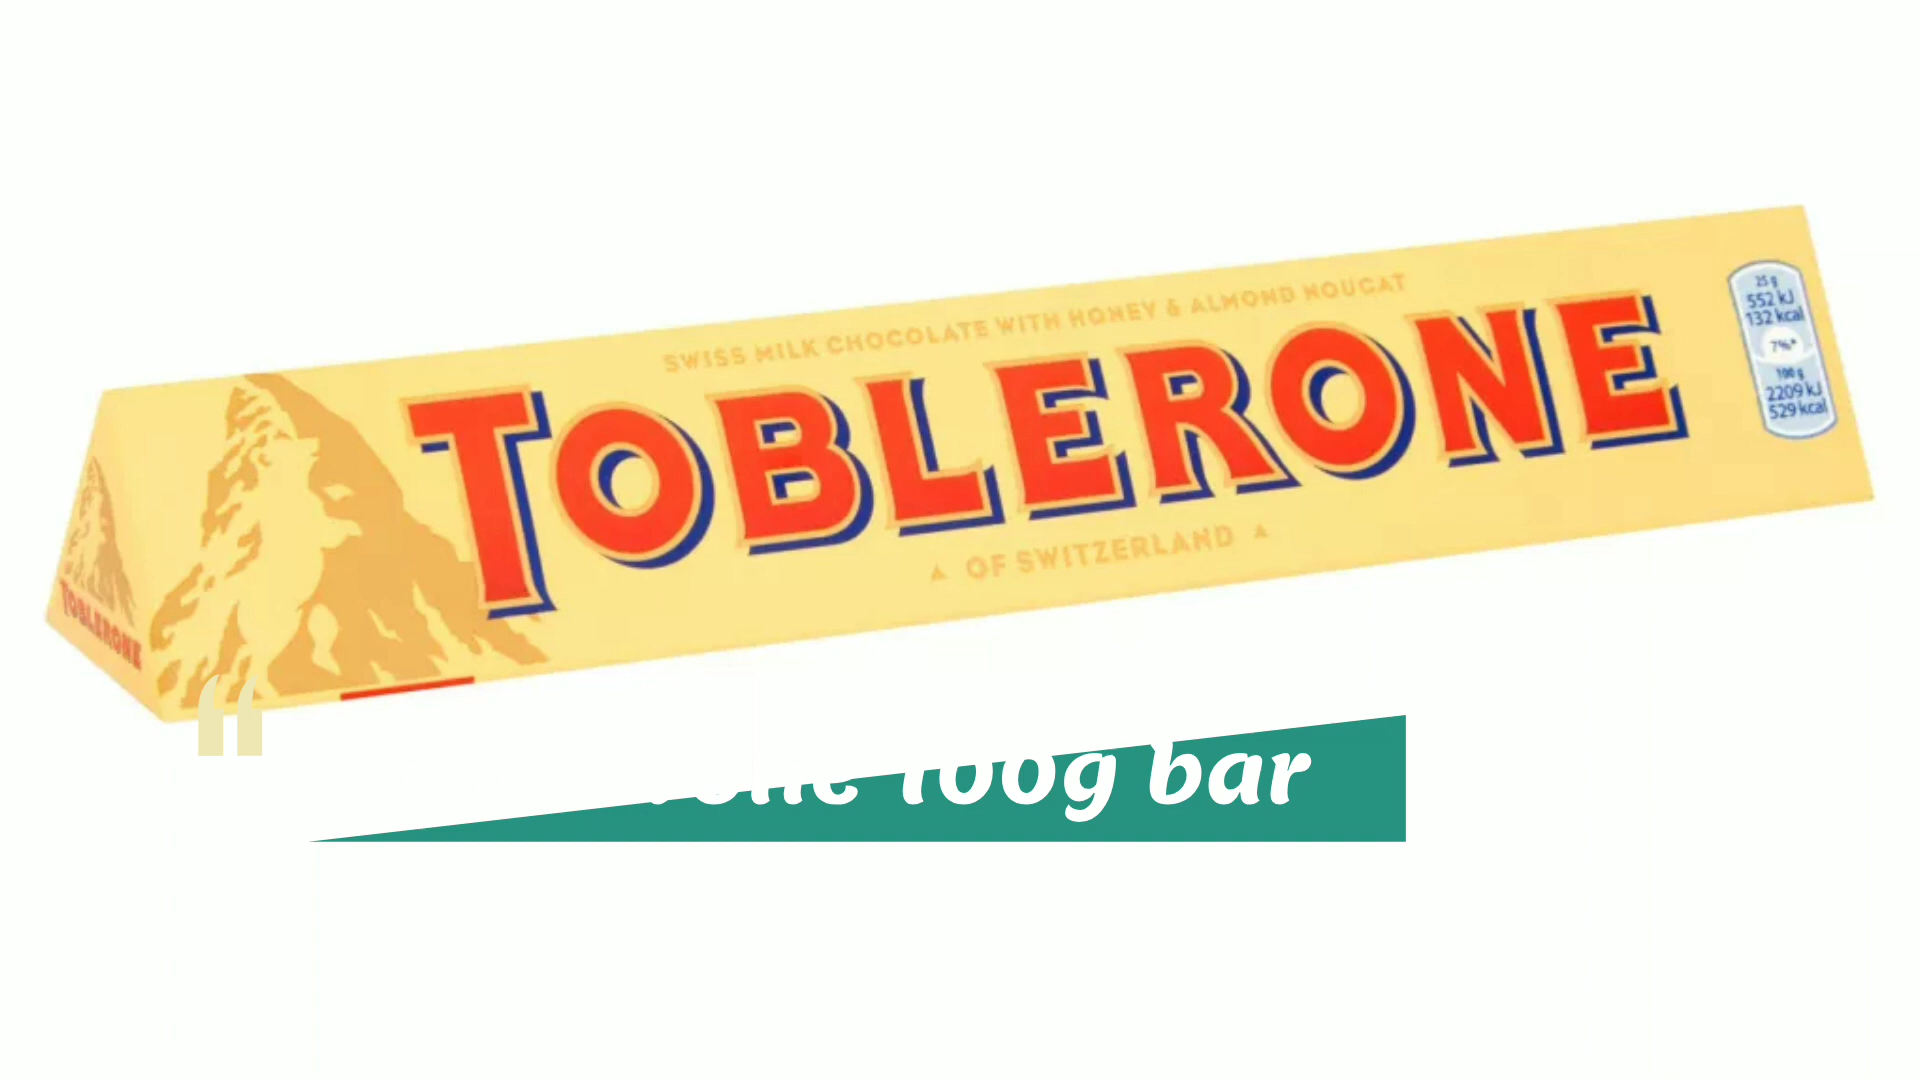 SWISS MILK CHOCOLATE WITH HONEY & ALMOND NOUGAT
TOBLERONE
OF SWITZERLAND
25 g
552 kJ
132 kcal
7%*
100 g
2209 kJ
529 kcal
TOBLERONE
“
100g bar